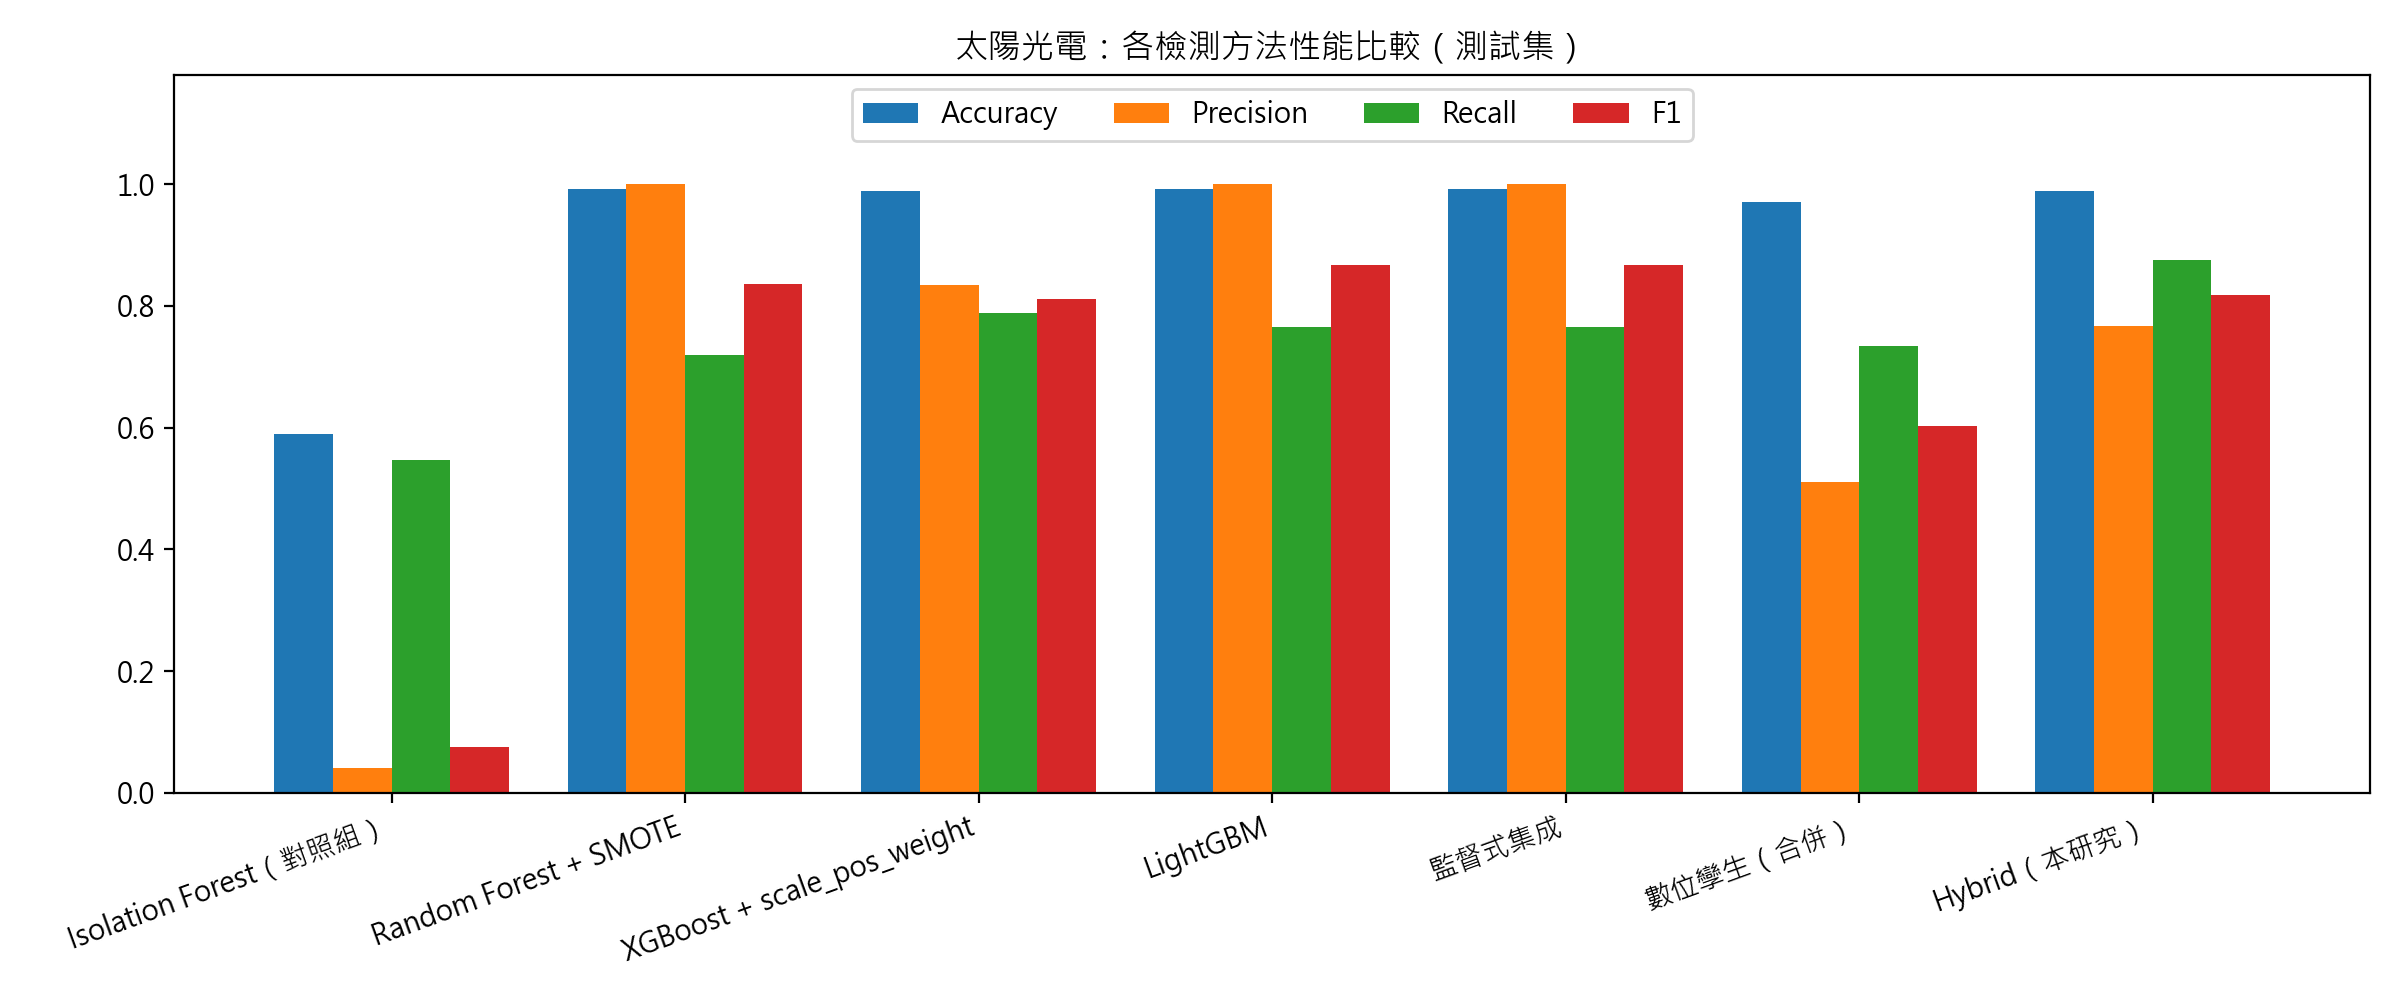 太陽光電：各檢測方法性能比較（測試集）
Accuracy Precision Recall F1
1.0
0.8
0.6
0.4
0.2
0.0
Isolation Forest（對照組）
Random Forest + SMOTE
XGBoost + scale_pos_weight
LightGBM
監督式集成
數位孿生（合併）
Hybrid（本研究）